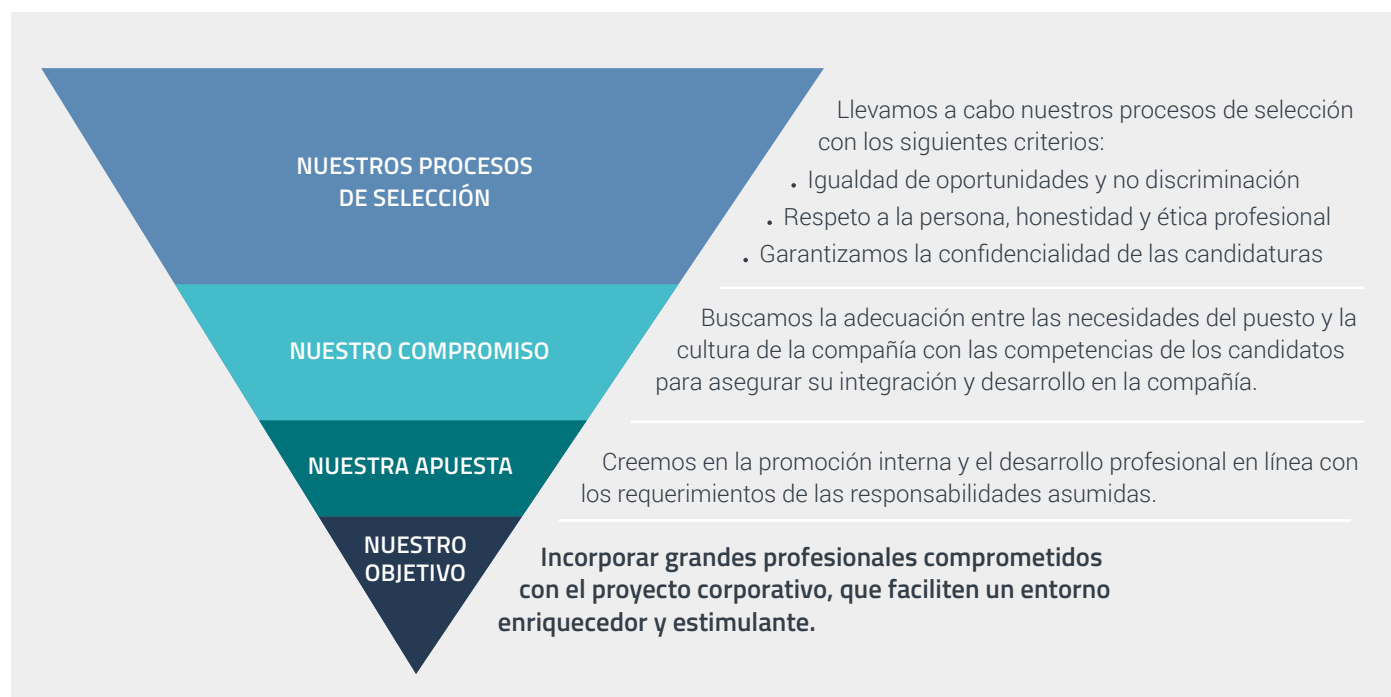 NUESTROS PROCESOS
DE SELECCIÓN
Llevamos a cabo nuestros procesos de selección
con los siguientes criterios:
. Igualdad de oportunidades y no discriminación
. Respeto a la persona, honestidad y ética profesional
. Garantizamos la confidencialidad de las candidaturas
NUESTRO COMPROMISO
Buscamos la adecuación entre las necesidades del puesto y la
cultura de la compañía con las competencias de los candidatos
para asegurar su integración y desarrollo en la compañía.
NUESTRA APUESTA
Creemos en la promoción interna y el desarrollo profesional en línea con
los requerimientos de las responsabilidades asumidas.
NUESTRO
OBJETIVO
Incorporar grandes profesionales comprometidos
con el proyecto corporativo, que faciliten un entorno
enriquecedor y estimulante.